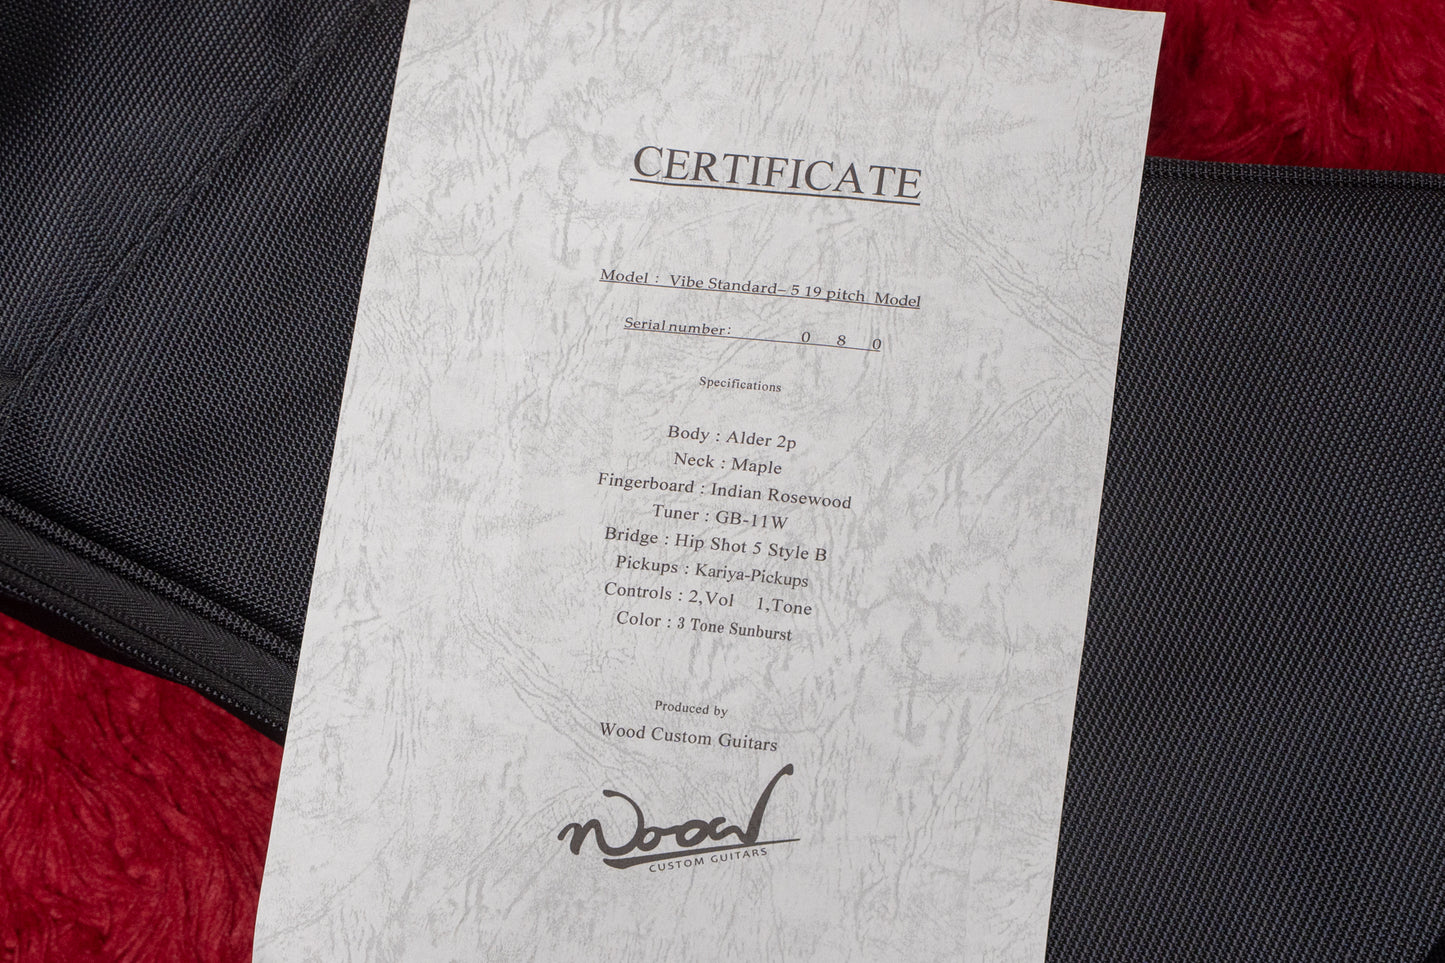 CERTIFICATE
Model : Vibe Standard–5 19 pitch Model
Serial number: 0 8 0
Specifications
Body : Alder 2p
Neck : Maple
Fingerboard : Indian Rosewood
Tuner : GB-11W
Bridge : Hip Shot 5 Style B
Pickups : Kariya-Pickups
Controls : 2,Vol 1,Tone
Color : 3 Tone Sunburst
Produced by
Wood Custom Guitars
Wood
CUSTOM GUITARS